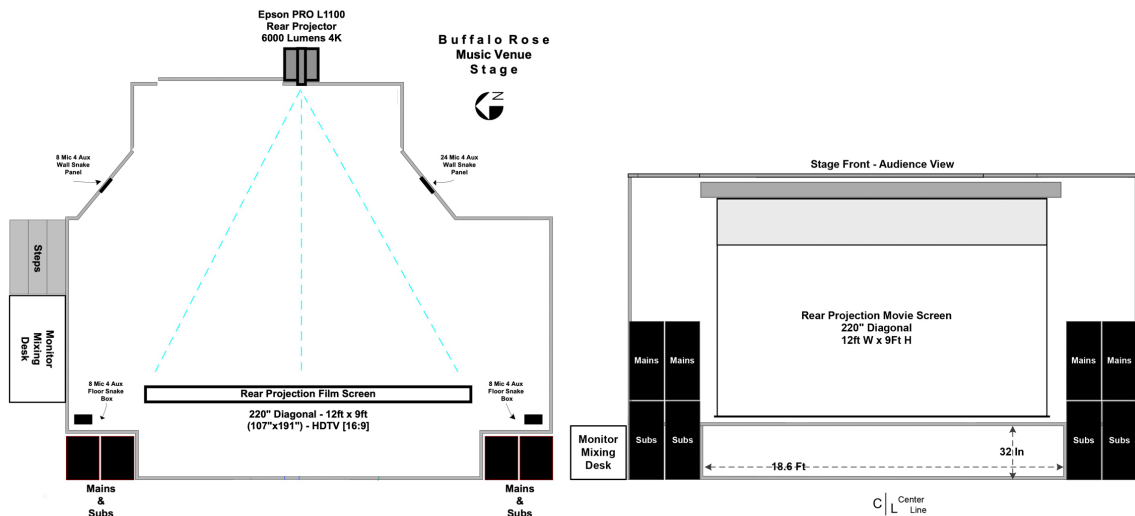 Epson PRO L1100
Rear Projector
6000 Lumens 4K
Buffalo Rose
Music Venue
Stage
N
8 Mic 4 Aux
Wall Snake
Panel
24 Mic 4 Aux
Wall Snake
Panel
Steps
Monitor
Mixing
Desk
8 Mic 4 Aux
Floor Snake
Box
Rear Projection Film Screen
8 Mic 4 Aux
Floor Snake
Box
220" Diagonal - 12ft x 9ft
(107"x191") - HDTV [16:9]
Mains
&
Subs
Mains
&
Subs
Stage Front - Audience View
Rear Projection Movie Screen
220" Diagonal
12ft W x 9Ft H
Mains
Mains
Mains
Mains
Monitor
Mixing
Desk
Subs
Subs
Subs
Subs
32 In
18.6 Ft
C L Center
Line